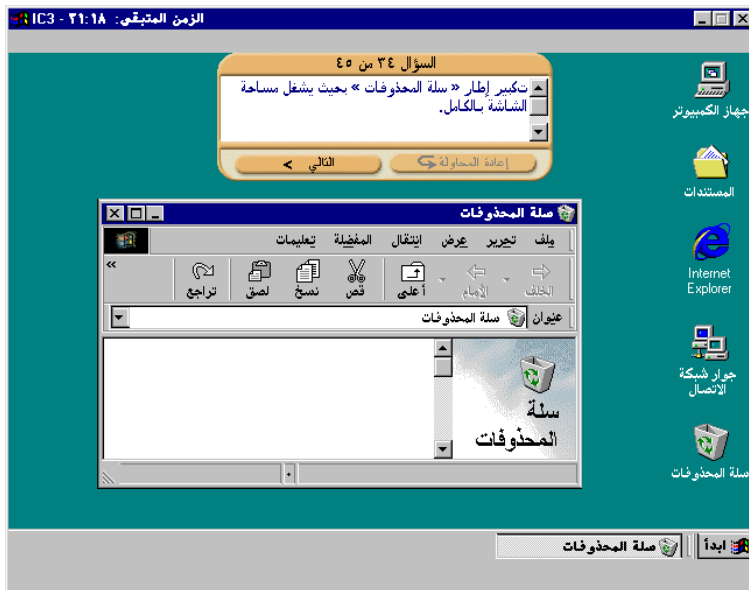 الزمن المتبقي: ٢١:١٨ - IC3
السؤال ٣٤ من ٤٥
تكبير إطار « سلة المحذوفات » بحيث يشغل مساحة
الشاشة بالكامل.
إعادة المحاولة
التالي >
جهاز الكمبيوتر
المستندات
Internet
Explorer
جوار شبكة
الاتصال
سلة المحذوفات
سلة المحذوفات
ملف تحرير عرض انتقال المفضلة تعليمات
الخلف الأمام أعلى قص نسخ لصق تراجع »
عنوان سلة المحذوفات
سلة
المحذوفات
ابدأ سلة المحذوفات